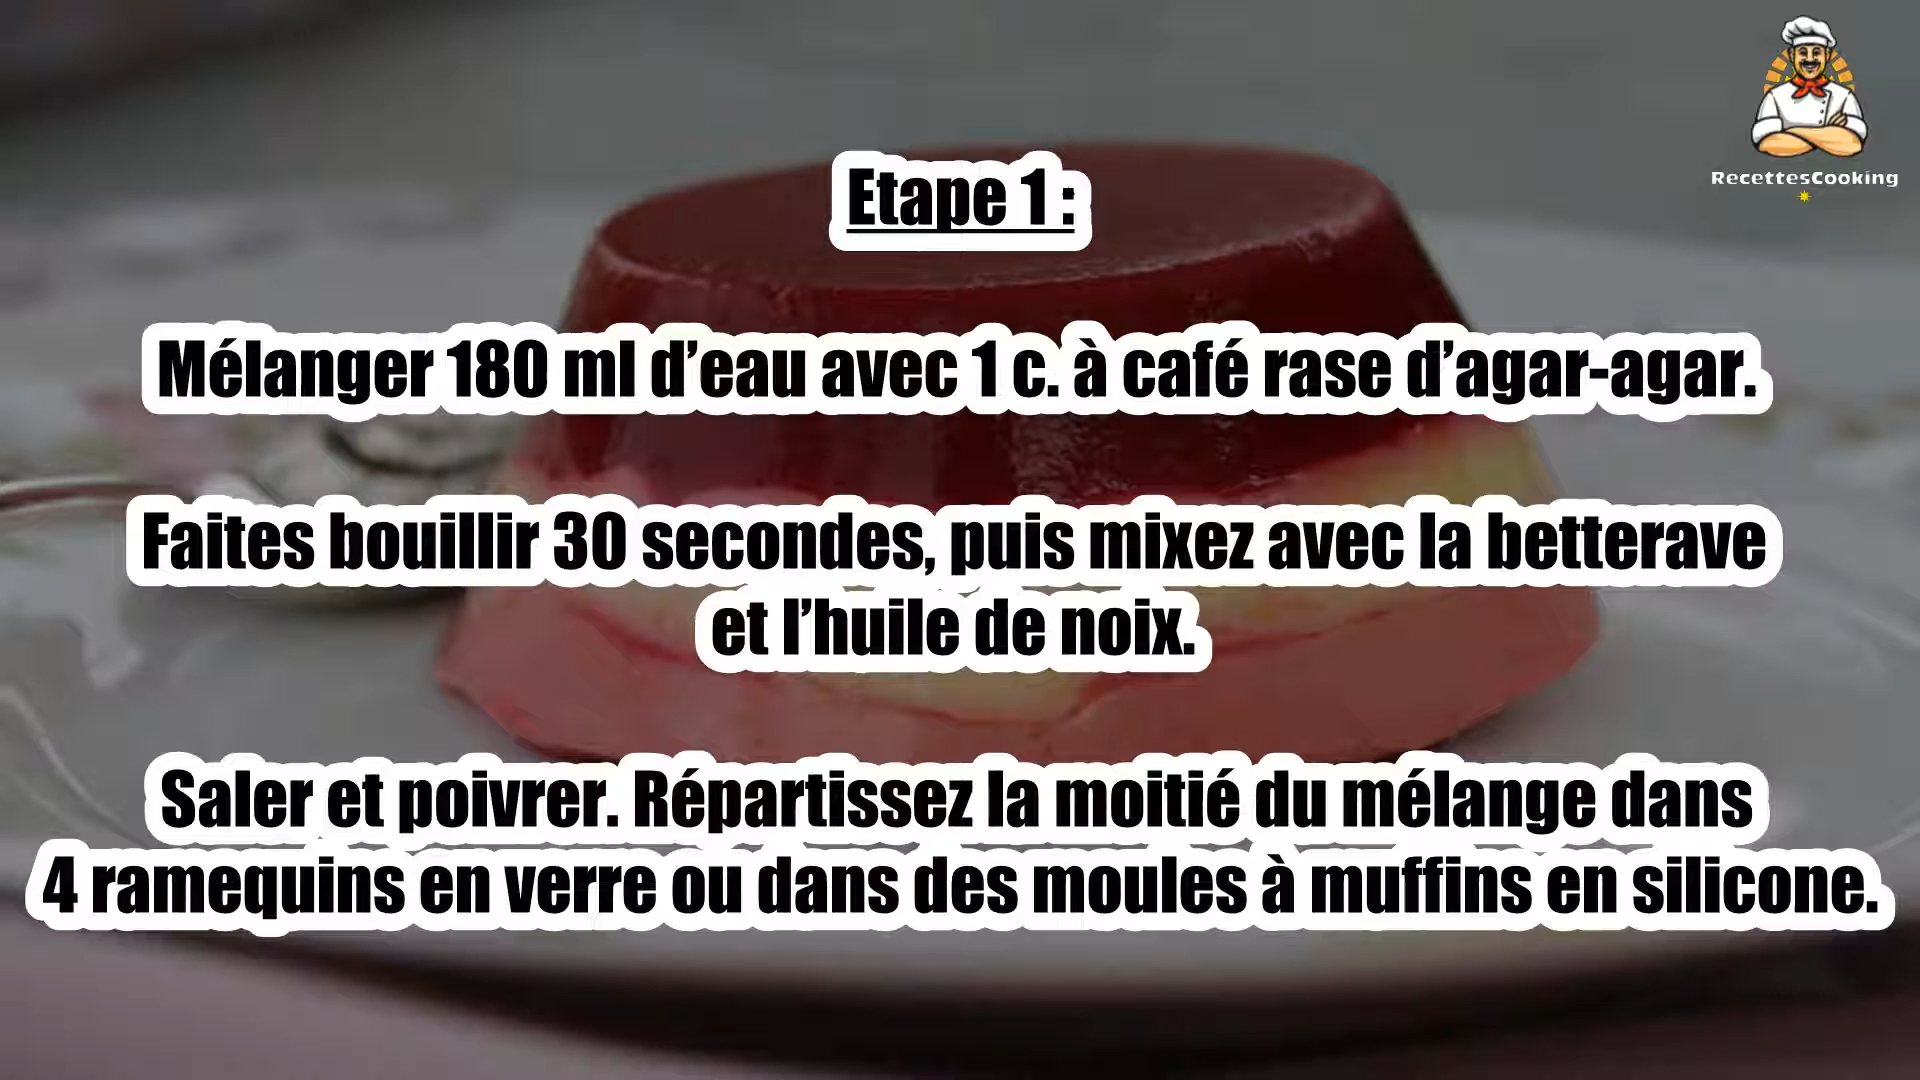 RecettesCooking
Etape 1 :
Mélanger 180 ml d’eau avec 1 c. à café rase d’agar-agar.
Faites bouillir 30 secondes, puis mixez avec la betterave
et l’huile de noix.
Saler et poivrer. Répartissez la moitié du mélange dans
4 ramequins en verre ou dans des moules à muffins en silicone.